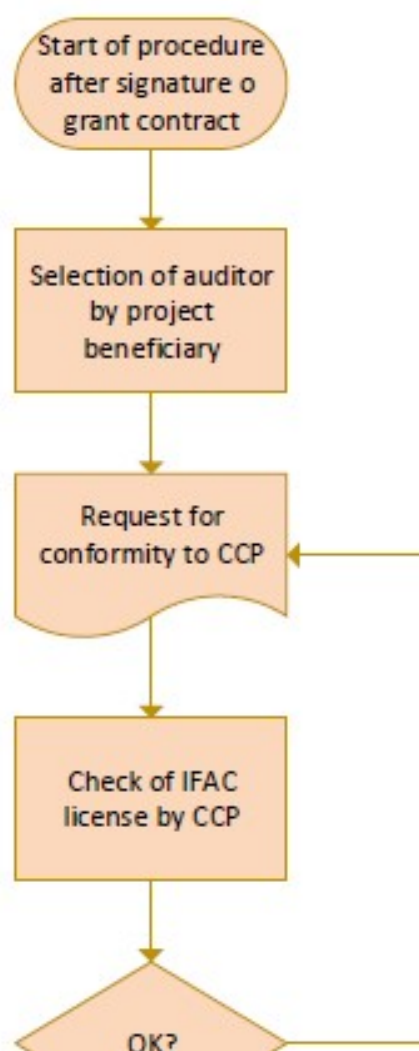 Start of procedure
after signature o
grant contract
Selection of auditor
by project
beneficiary
Request for
conformity to CCP
Check of IFAC
license by CCP
OK?